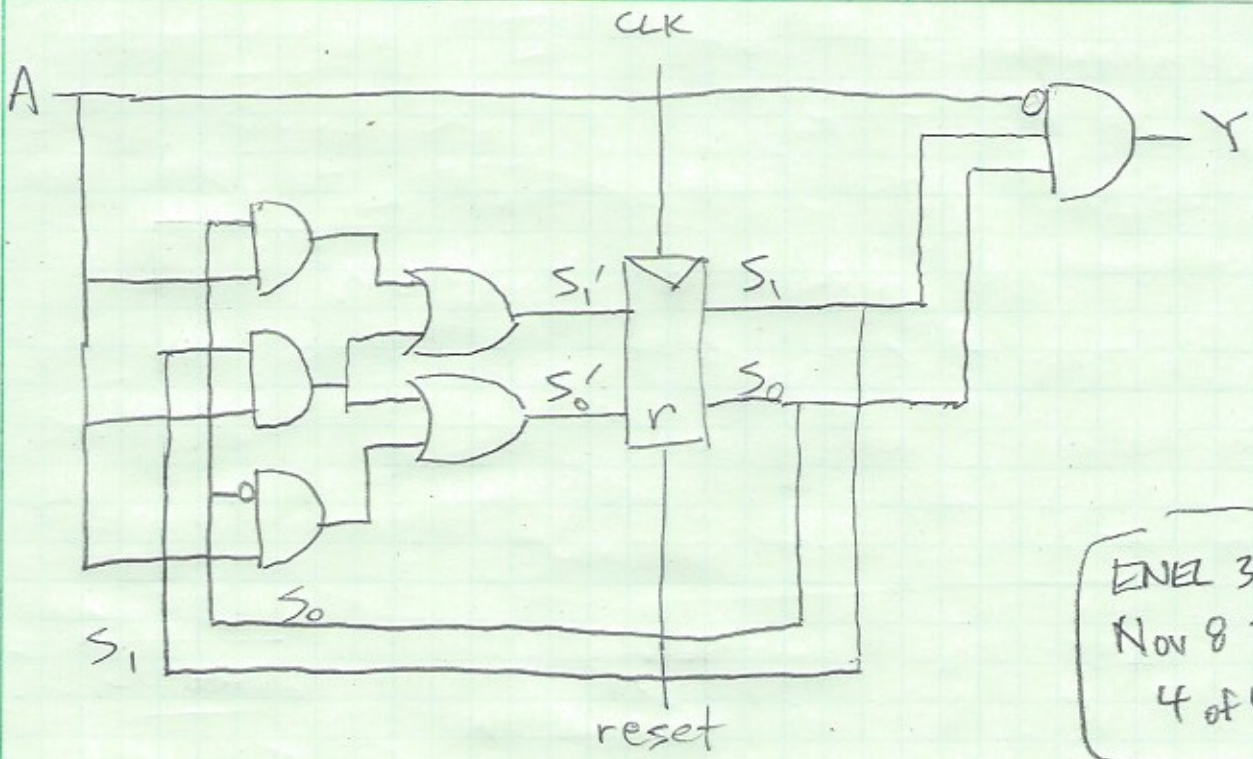 CLK
A
Y
S₁'
S₁
S₀'
S₀
r
S₀
S₁
reset
ENEL 3
Nov 8
4 of